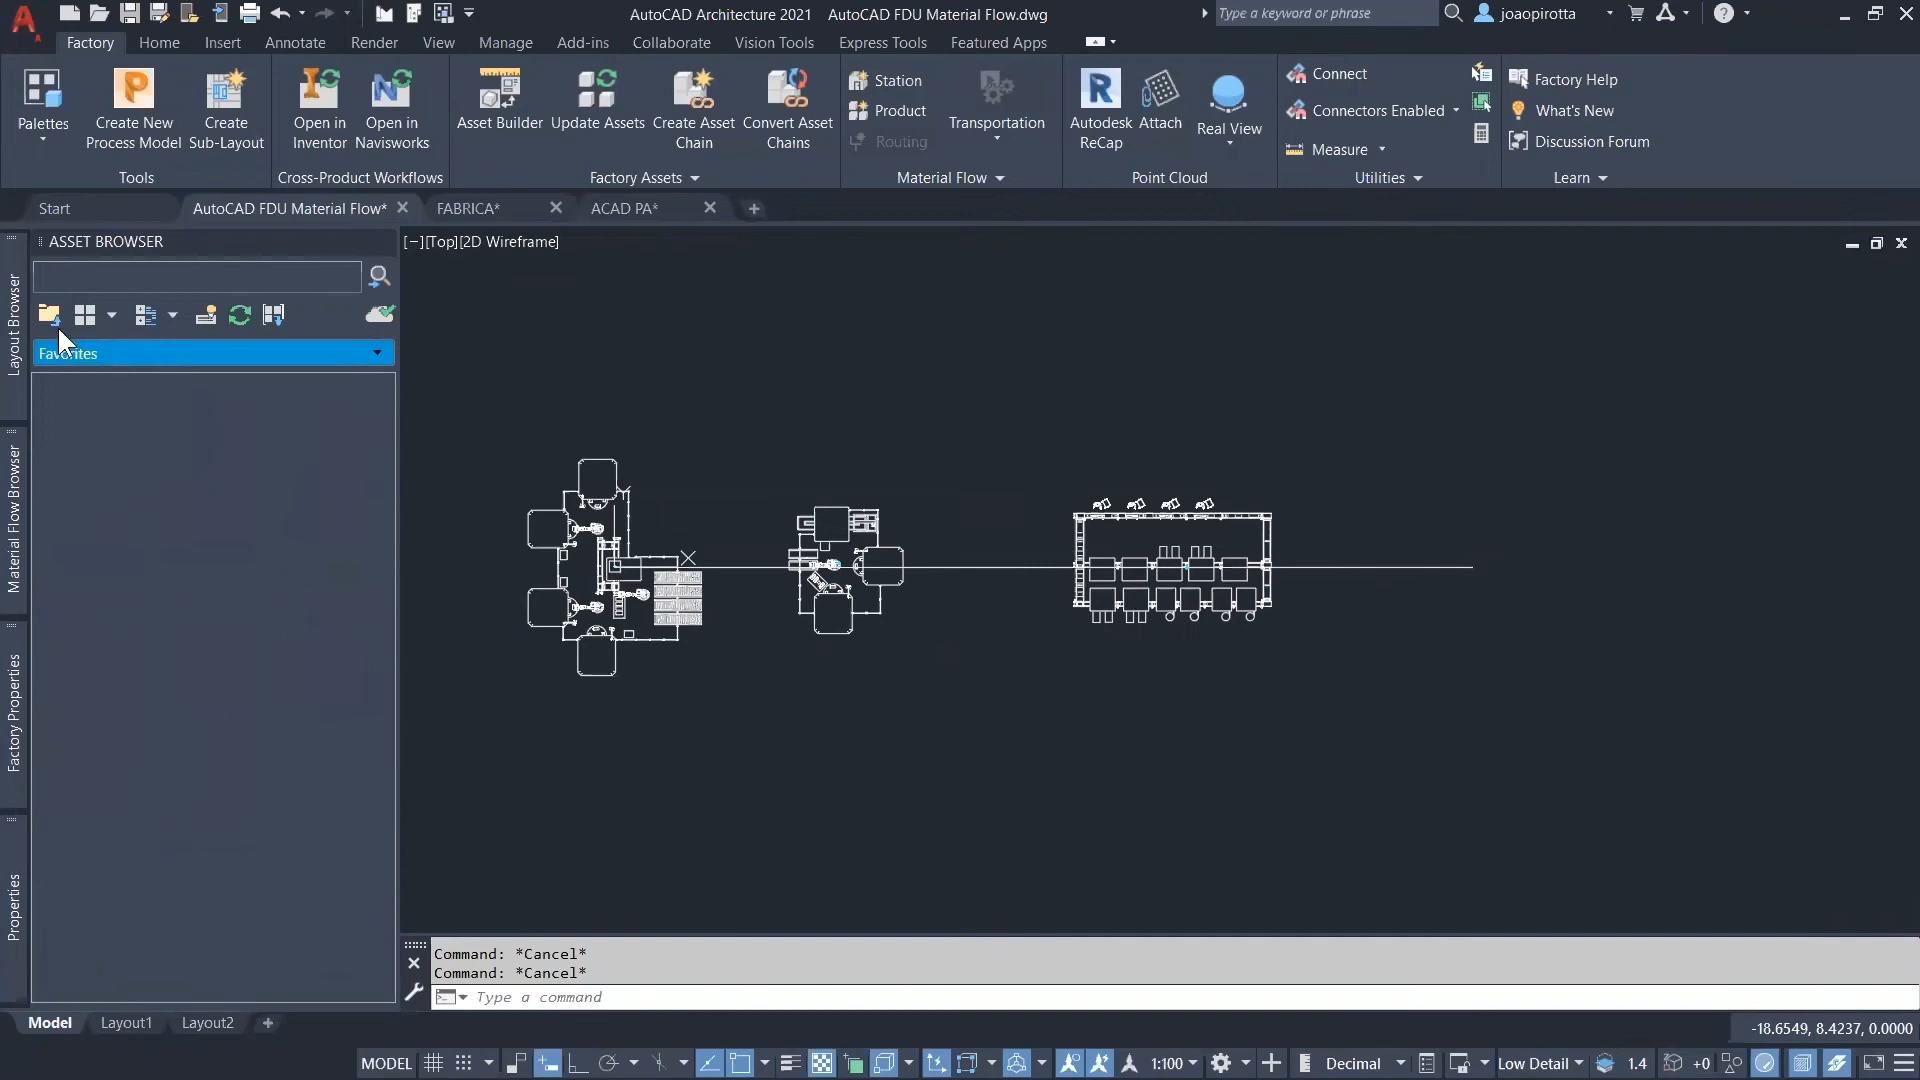 AutoCAD Architecture 2021 AutoCAD FDU Material Flow.dwg
Type a keyword or phrase
joaopirotta
Factory Home Insert Annotate Render View Manage Add-ins Collaborate Vision Tools Express Tools Featured Apps
Palettes
Create New
Process Model
Create
Sub-Layout
Tools
Open in
Inventor
Open in
Navisworks
Cross-Product Workflows
Asset Builder
Update Assets
Create Asset
Chain
Convert Asset
Chains
Factory Assets
Station
Product
Routing
Transportation
Material Flow
Autodesk
ReCap
Attach
Real View
Point Cloud
Connect
Connectors Enabled
Measure
Utilities
Factory Help
What's New
Discussion Forum
Learn
Start
AutoCAD FDU Material Flow*
FABRICA*
ACAD PA*
ASSET BROWSER
Favorites
Layout Browser
Material Flow Browser
Factory Properties
Properties
[−][Top][2D Wireframe]
Command: *Cancel*
Command: *Cancel*
Type a command
Model Layout1 Layout2
-18.6549, 8.4237, 0.0000
MODEL
1:100
Decimal
Low Detail
1.4
+0